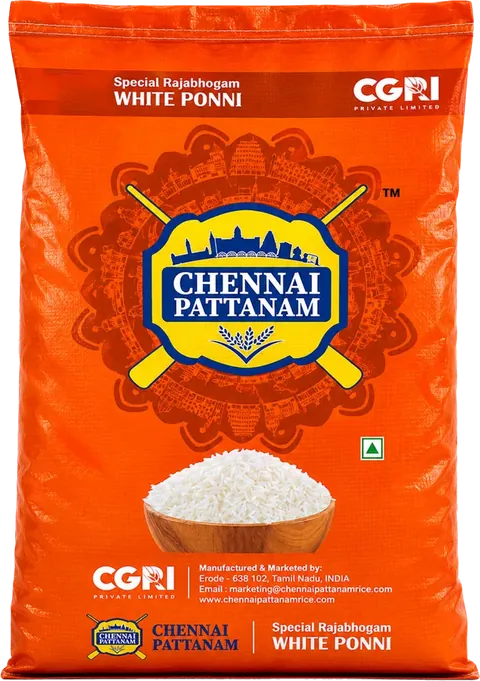 Special Rajabhogam
WHITE PONNI
CGRI
PRIVATE LIMITED
TM
CHENNAI
PATTANAM
CGRI
PRIVATE LIMITED
Manufactured & Marketed by:
Erode - 638 102, Tamil Nadu, INDIA
Email : marketing@chennaipattanamrice.com
www.chennaipattanamrice.com
CHENNAI
PATTANAM
CHENNAI
PATTANAM
Special Rajabhogam
WHITE PONNI